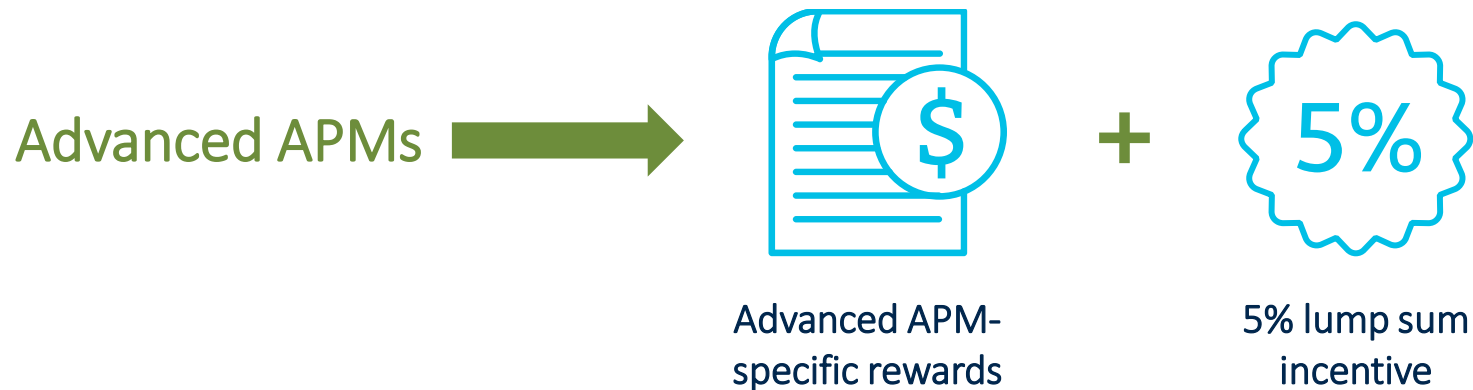 Advanced APMs
$
+
5%
Advanced APM-
specific rewards
5% lump sum
incentive